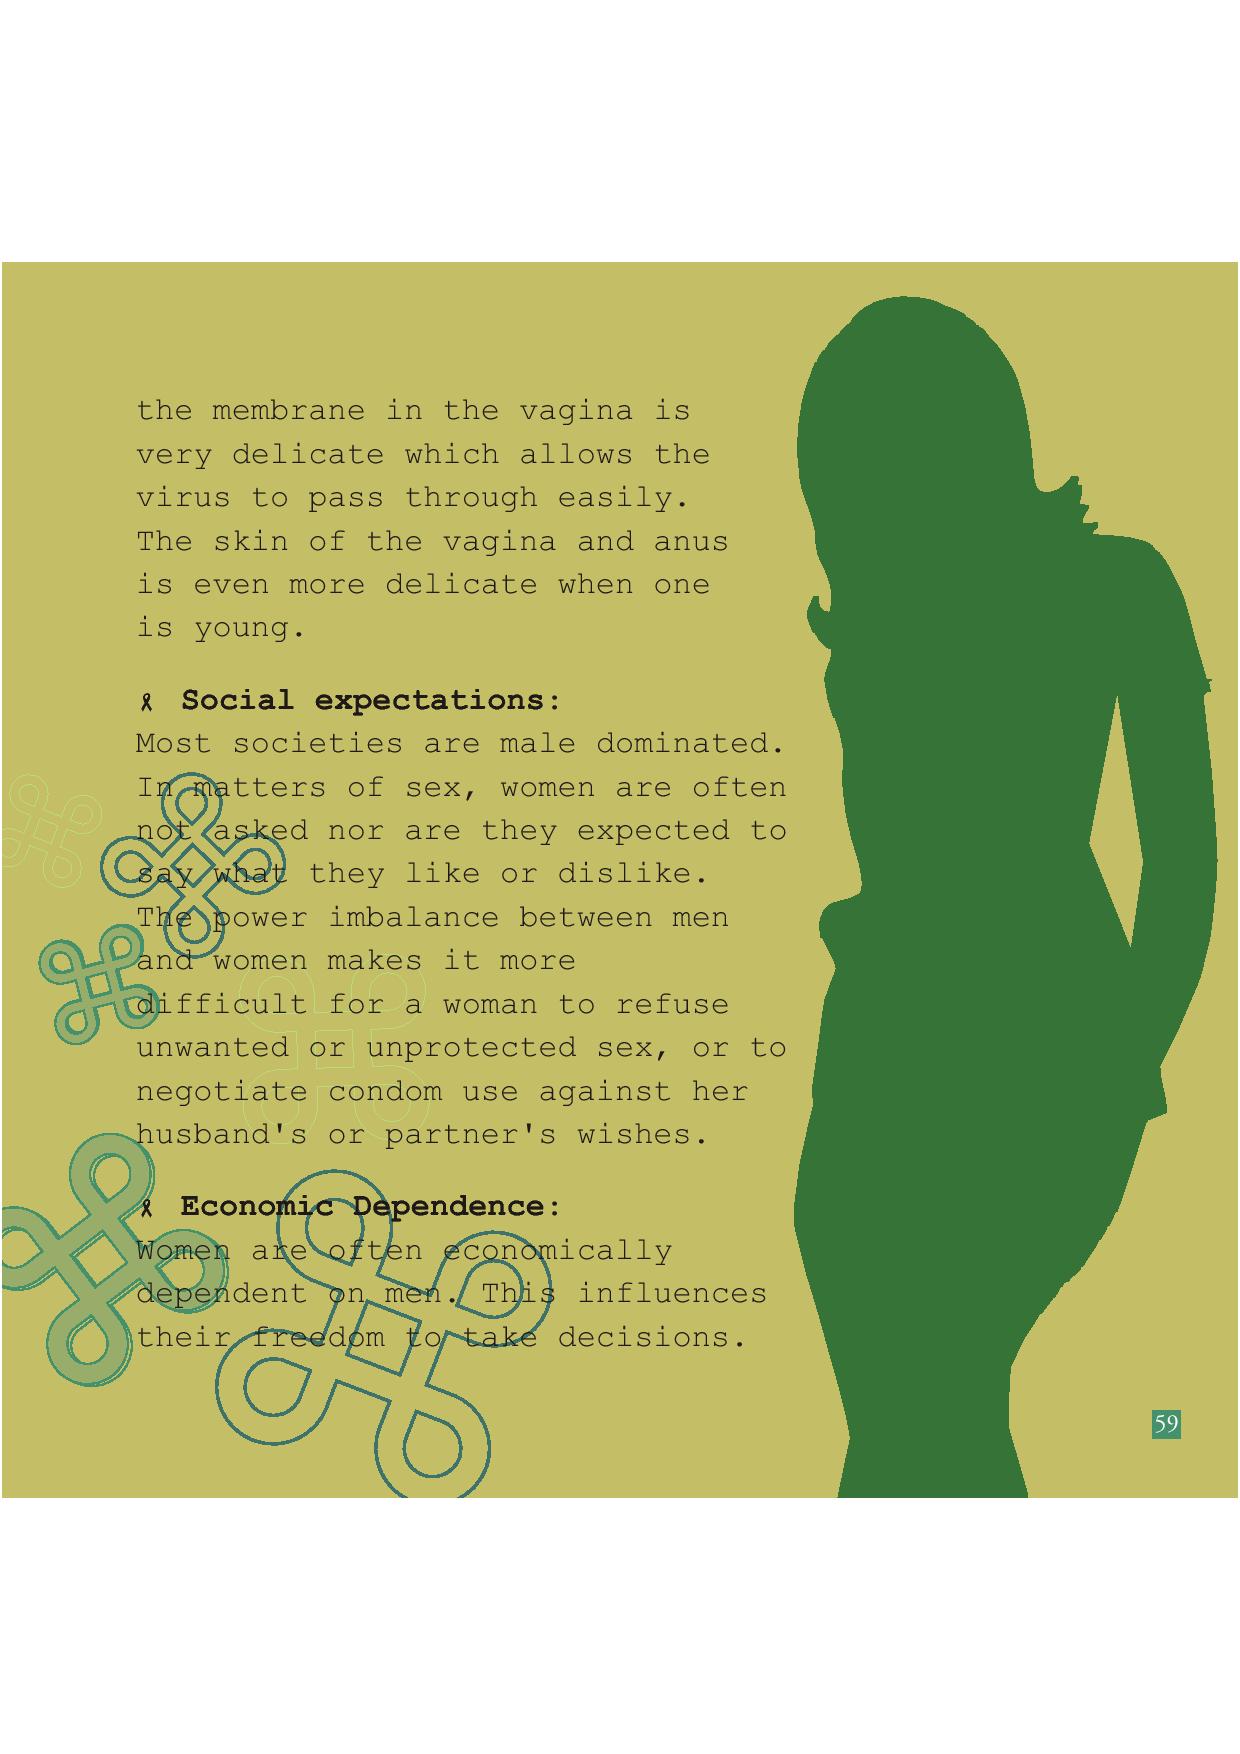 the membrane in the vagina is
very delicate which allows the
virus to pass through easily.
The skin of the vagina and anus
is even more delicate when one
is young.
Social expectations:
Most societies are male dominated.
In matters of sex, women are often
not asked nor are they expected to
say what they like or dislike.
The power imbalance between men
and women makes it more
difficult for a woman to refuse
unwanted or unprotected sex, or to
negotiate condom use against her
husband's or partner's wishes.
Economic Dependence:
Women are often economically
dependent on men. This influences
their freedom to take decisions.
59